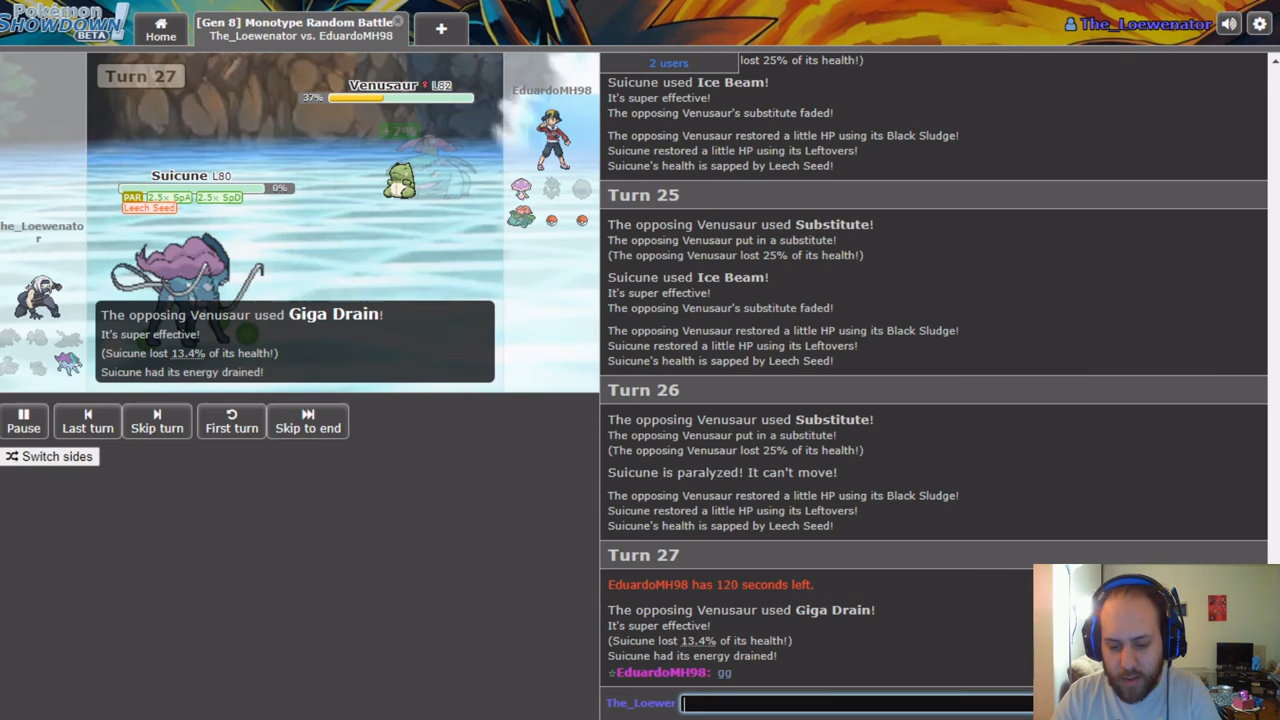 Pokémon
SHOWDOWN!
BETA
Home
[Gen 8] Monotype Random Battle
The_Loewenator vs. EduardoMH98
+
The_Loewenator
Turn 27
Venusaur ♀ L82
37%
+7%
EduardoMH98
Suicune L80
0%
PAR 2.5× SpA 2.5× SpD
Leech Seed
The_Loewenato
r
The opposing Venusaur used Giga Drain!
It's super effective!
(Suicune lost 13.4% of its health!)
Suicune had its energy drained!
Pause
Last turn
Skip turn
First turn
Skip to end
Switch sides
2 users
lost 25% of its health!)
Suicune used Ice Beam!
It's super effective!
The opposing Venusaur's substitute faded!
The opposing Venusaur restored a little HP using its Black Sludge!
Suicune restored a little HP using its Leftovers!
Suicune's health is sapped by Leech Seed!
Turn 25
The opposing Venusaur used Substitute!
The opposing Venusaur put in a substitute!
(The opposing Venusaur lost 25% of its health!)
Suicune used Ice Beam!
It's super effective!
The opposing Venusaur's substitute faded!
The opposing Venusaur restored a little HP using its Black Sludge!
Suicune restored a little HP using its Leftovers!
Suicune's health is sapped by Leech Seed!
Turn 26
The opposing Venusaur used Substitute!
The opposing Venusaur put in a substitute!
(The opposing Venusaur lost 25% of its health!)
Suicune is paralyzed! It can't move!
The opposing Venusaur restored a little HP using its Black Sludge!
Suicune restored a little HP using its Leftovers!
Suicune's health is sapped by Leech Seed!
Turn 27
EduardoMH98 has 120 seconds left.
The opposing Venusaur used Giga Drain!
It's super effective!
(Suicune lost 13.4% of its health!)
Suicune had its energy drained!
☆EduardoMH98: gg
The_Loewer